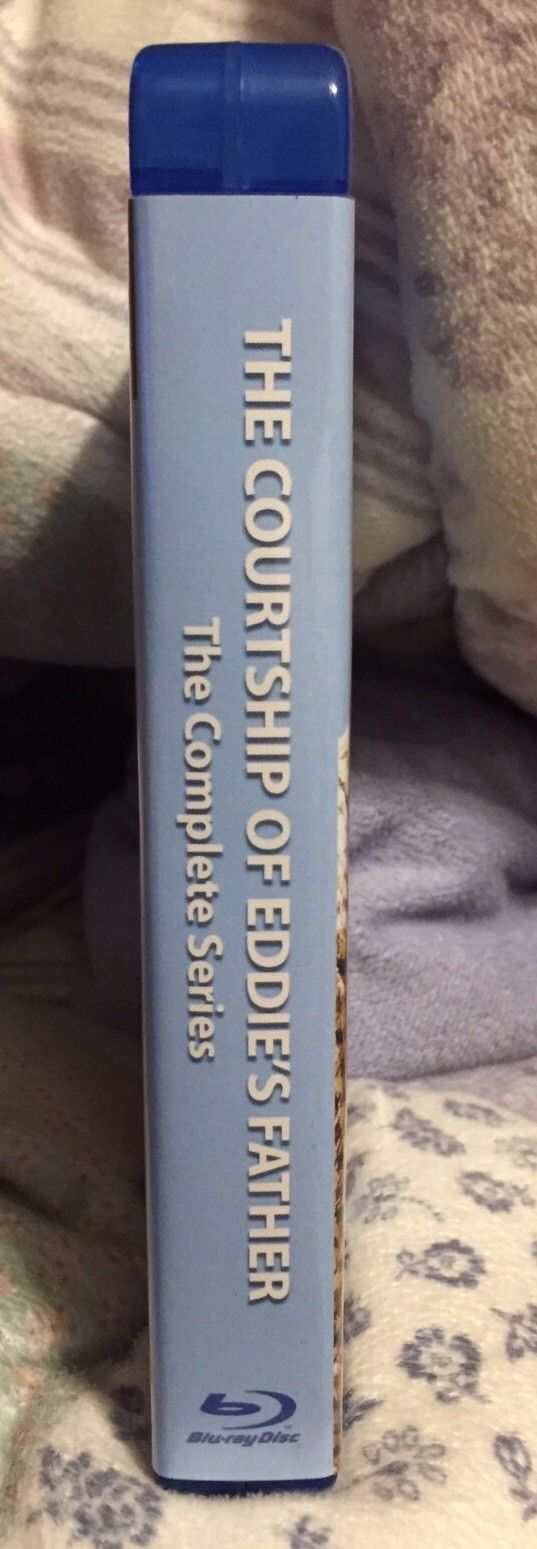 THE COURTSHIP OF EDDIE'S FATHER
The Complete Series
Blu-ray Disc